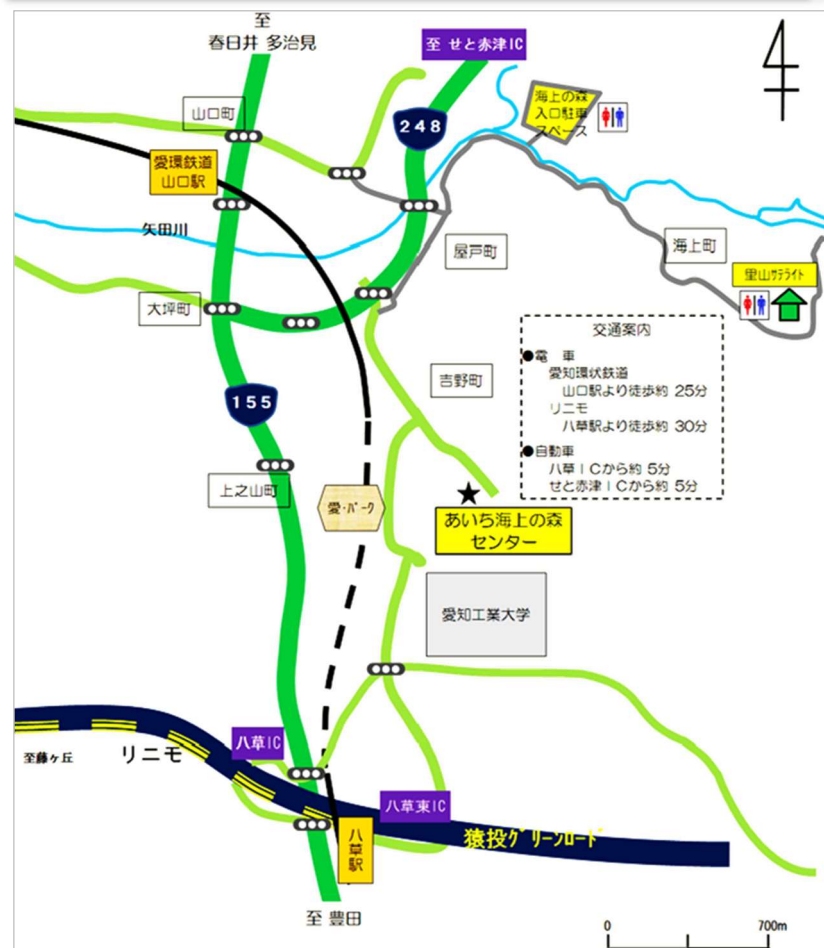 至
春日井 多治見
至 せと赤津IC
山口町
248
海上の森
入口駐車
スペース
愛環鉄道
山口駅
矢田川
屋戸町
海上町
里山サテライト
大坪町
交通案内
●電　車
愛知環状鉄道
山口駅より徒歩約 25分
リニモ
八草駅より徒歩約 30分
●自動車
八草ＩＣから約 5分
せと赤津ＩＣから約 5分
吉野町
155
上之山町
愛・パーク
あいち海上の森
センター
愛知工業大学
八草IC
至藤ヶ丘
リニモ
八草東IC
猿投グリーンロード
八草駅
至 豊田
0
700m